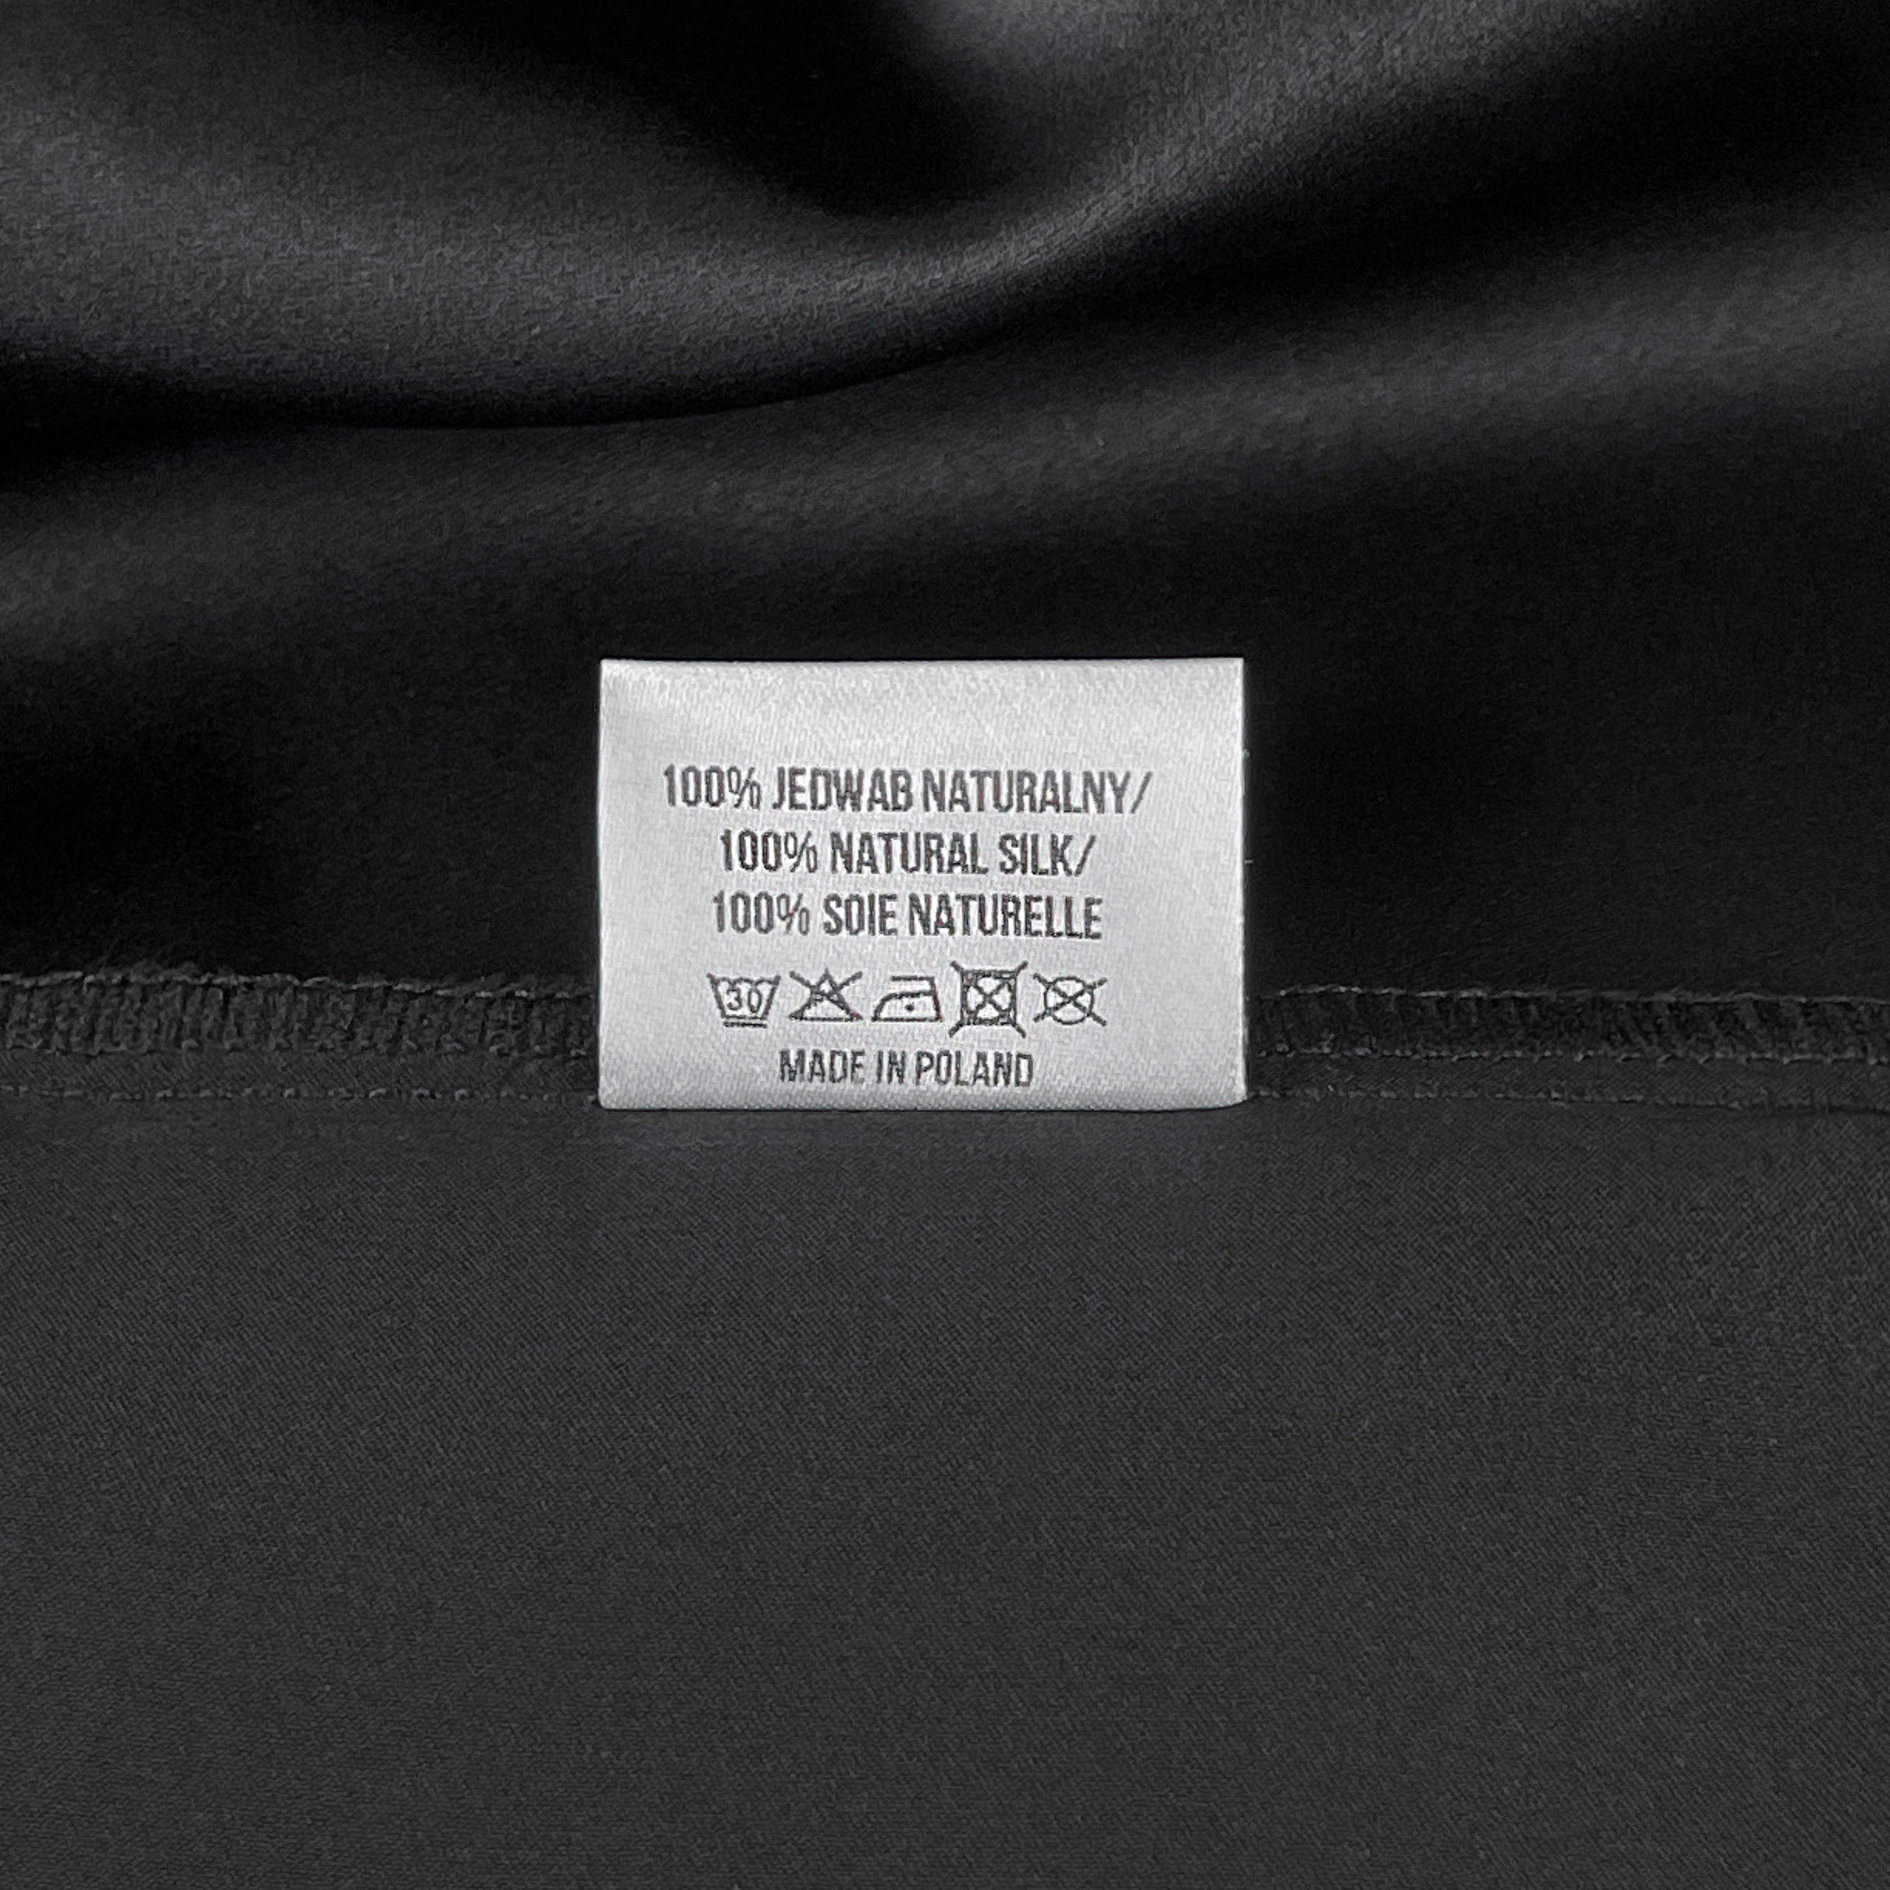 100% JEDWAB NATURALNY/
100% NATURAL SILK/
100% SOIE NATURELLE
30
MADE IN POLAND